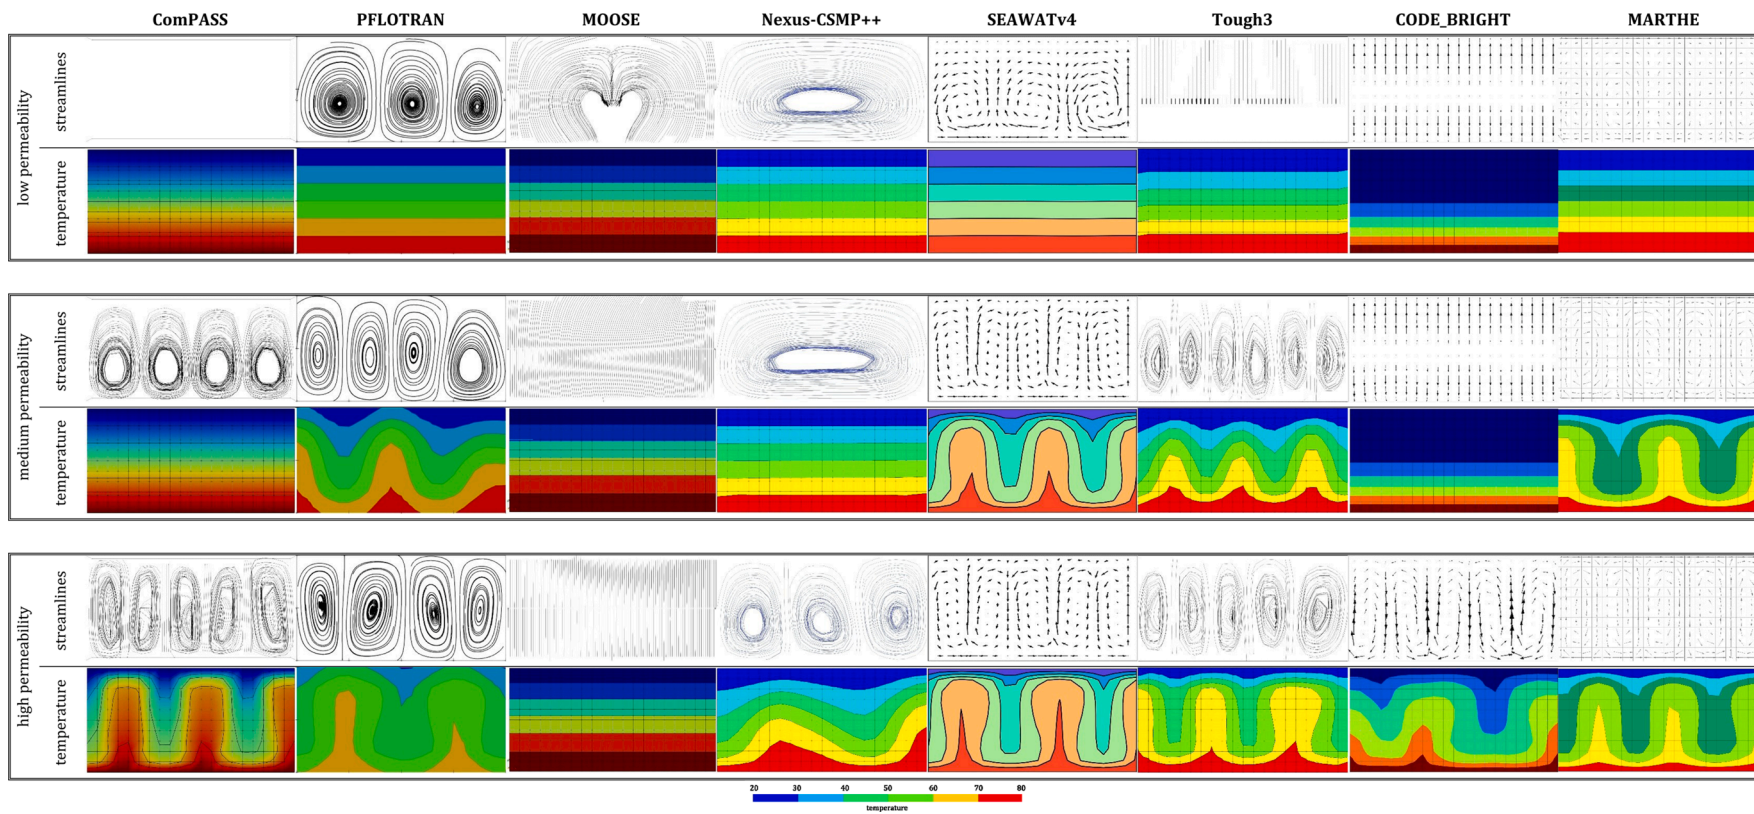 ComPASS PFLOTRAN MOOSE Nexus-CSMP++ SEAWATv4 Tough3 CODE_BRIGHT MARTHE
low permeability
streamlines
temperature
medium permeability
streamlines
temperature
high permeability
streamlines
temperature
20 30 40 50 60 70 80
temperature